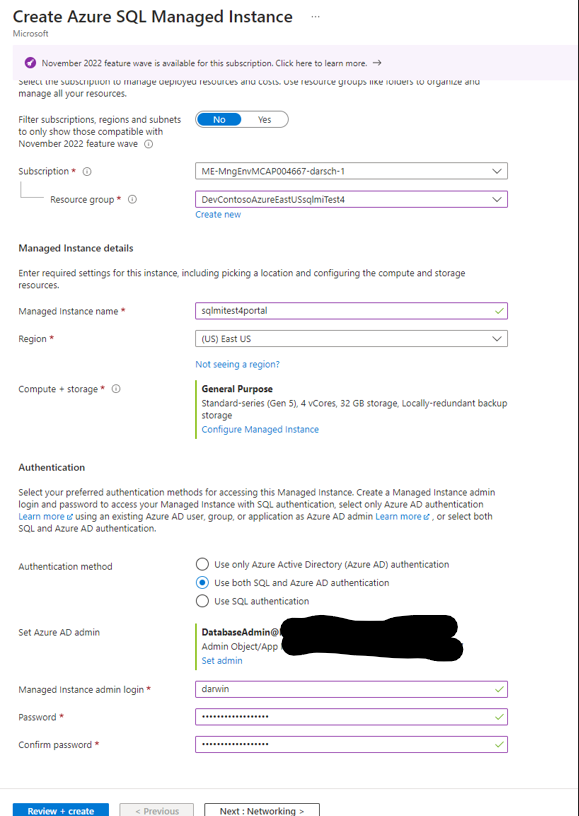 Create Azure SQL Managed Instance ...
Microsoft
November 2022 feature wave is available for this subscription. Click here to learn more. →
Select the subscription to manage deployed resources and costs. Use resource groups like folders to organize and
manage all your resources.
Filter subscriptions, regions and subnets
to only show those compatible with
November 2022 feature wave
No Yes
Subscription *
ME-MngEnvMCAP004667-darsch-1
Resource group *
DevContosoAzureEastUSsqlmiTest4
Create new
Managed Instance details
Enter required settings for this instance, including picking a location and configuring the compute and storage
resources.
Managed Instance name *
sqlmitest4portal
Region *
(US) East US
Not seeing a region?
Compute + storage *
General Purpose
Standard-series (Gen 5), 4 vCores, 32 GB storage, Locally-redundant backup
storage
Configure Managed Instance
Authentication
Select your preferred authentication methods for accessing this Managed Instance. Create a Managed Instance admin
login and password to access your Managed Instance with SQL authentication, select only Azure AD authentication
Learn more using an existing Azure AD user, group, or application as Azure AD admin Learn more , or select both
SQL and Azure AD authentication.
Authentication method
Use only Azure Active Directory (Azure AD) authentication
Use both SQL and Azure AD authentication
Use SQL authentication
Set Azure AD admin
DatabaseAdmin@
Admin Object/App
Set admin
Managed Instance admin login *
darwin
Password *
••••••••••••••••••
Confirm password *
••••••••••••••••••
Review + create
< Previous
Next : Networking >